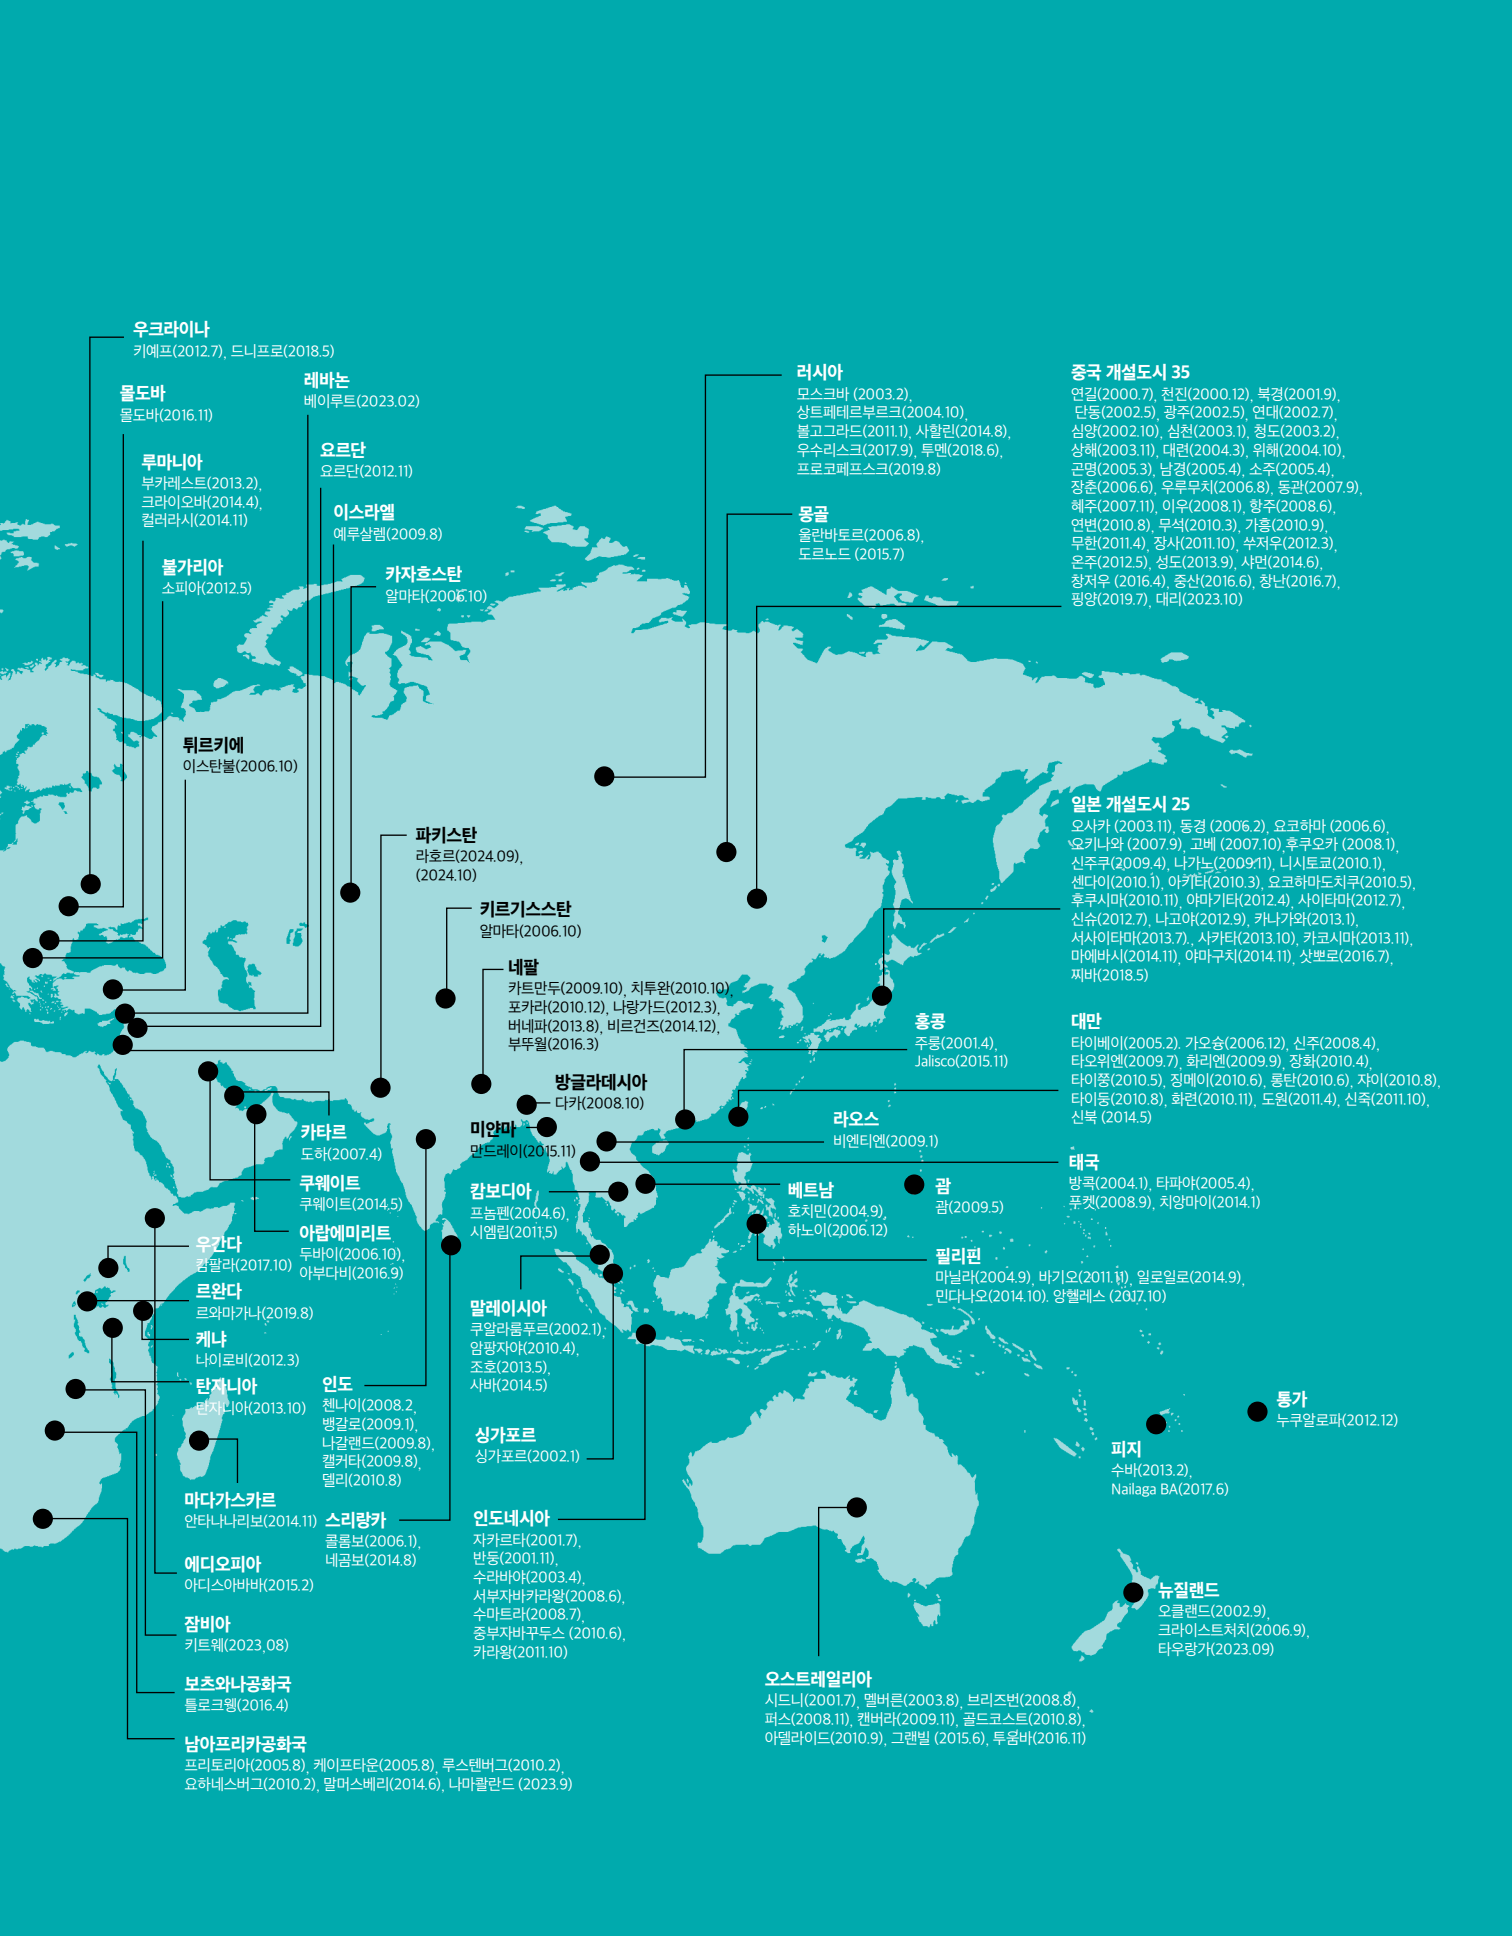 우크라이나
키예프(2012.7), 드니프로(2018.5)
몰도바
몰도바(2016.11)
레바논
베이루트(2023.02)
루마니아
부카레스트(2013.2),
크라이오바(2014.4),
컬러라시(2014.11)
요르단
요르단(2012.11)
이스라엘
예루살렘(2009.8)
불가리아
소피아(2012.5)
카자흐스탄
알마타(2006.10)
튀르키에
이스탄불(2006.10)
러시아
모스크바 (2003.2),
상트페테르부르크(2004.10),
볼고그라드(2011.1), 사할린(2014.8),
우수리스크(2017.9), 투멘(2018.6),
프로코페프스크(2019.8)
몽골
울란바토르(2006.8),
도르노드 (2015.7)
중국 개설도시 35
연길(2000.7), 천진(2000.12), 북경(2001.9),
단동(2002.5), 광주(2002.5), 연대(2002.7),
심양(2002.10), 심천(2003.1), 청도(2003.2),
상해(2003.11), 대련(2004.3), 위해(2004.10),
곤명(2005.3), 남경(2005.4), 소주(2005.4),
장춘(2006.6), 우루무치(2006.8), 동관(2007.9),
혜주(2007.11), 이우(2008.1), 항주(2008.6),
연변(2010.8), 무석(2010.3), 가흥(2010.9),
무한(2011.4), 장사(2011.10), 쑤저우(2012.3),
온주(2012.5), 성도(2013.9), 샤먼(2014.6),
창저우 (2016.4), 중산(2016.6), 창난(2016.7),
핑양(2019.7), 대리(2023.10)
일본 개설도시 25
오사카 (2003.11), 동경 (2006.2), 요코하마 (2006.6),
오키나와 (2007.9), 고베 (2007.10),후쿠오카 (2008.1),
신주쿠(2009.4), 나가노(2009.11), 니시토쿄(2010.1),
센다이(2010.1), 아키타(2010.3), 요코하마도치쿠(2010.5),
후쿠시마(2010.11), 야마기타(2012.4), 사이타마(2012.7),
신슈(2012.7), 나고야(2012.9), 카나가와(2013.1),
서사이타마(2013.7)., 사카타(2013.10), 카코시마(2013.11),
마에바시(2014.11), 야마구치(2014.11), 삿뽀로(2016.7),
찌바(2018.5)
파키스탄
라호르(2024.09),
(2024.10)
키르기스스탄
알마타(2006.10)
네팔
카트만두(2009.10), 치투완(2010.10),
포카라(2010.12), 나랑가드(2012.3),
버네파(2013.8), 비르건즈(2014.12),
부뚜월(2016.3)
홍콩
주룽(2001.4),
Jalisco(2015.11)
대만
타이베이(2005.2). 가오슝(2006.12), 신주(2008.4),
타오위엔(2009.7), 화리엔(2009.9), 장화(2010.4),
타이쭝(2010.5), 징메이(2010.6), 롱탄(2010.6), 쟈이(2010.8),
타이둥(2010.8), 화련(2010.11), 도원(2011.4), 신죽(2011.10),
신북 (2014.5)
방글라데시아
다카(2008.10)
미얀마
만드레이(2015.11)
라오스
비엔티엔(2009.1)
태국
방콕(2004.1), 타파야(2005.4),
푸켓(2008.9), 치앙마이(2014.1)
카타르
도하(2007.4)
쿠웨이트
쿠웨이트(2014.5)
아랍에미리트
두바이(2006.10),
아부다비(2016.9)
캄보디아
프놈펜(2004.6),
시엠립(2011.5)
베트남
호치민(2004.9),
하노이(2006.12)
괌
괌(2009.5)
필리핀
마닐라(2004.9), 바기오(2011.11), 일로일로(2014.9),
민다나오(2014.10). 앙헬레스 (2017.10)
우간다
캄팔라(2017.10)
르완다
르와마가나(2019.8)
케냐
나이로비(2012.3)
탄자니아
탄자니아(2013.10)
말레이시아
쿠알라룸푸르(2002.1),
암팡자야(2010.4),
조호(2013.5),
사바(2014.5)
인도
첸나이(2008.2,
뱅갈로(2009.1),
나갈랜드(2009.8),
캘커타(2009.8),
델리(2010.8)
싱가포르
싱가포르(2002.1)
통가
누쿠알로파(2012.12)
피지
수바(2013.2),
Nailaga BA(2017.6)
마다가스카르
안타나나리보(2014.11)
스리랑카
콜롬보(2006.1),
네곰보(2014.8)
인도네시아
자카르타(2001.7),
반둥(2001.11),
수라바야(2003.4),
서부자바카라왕(2008.6),
수마트라(2008.7),
중부자바꾸두스 (2010.6),
카라왕(2011.10)
에디오피아
아디스아바바(2015.2)
잠비아
키트웨(2023,08)
보츠와나공화국
틀로크웽(2016.4)
남아프리카공화국
프리토리아(2005.8), 케이프타운(2005.8), 루스텐버그(2010.2),
요하네스버그(2010.2), 말머스베리(2014.6), 나마콸란드 (2023.9)
뉴질랜드
오클랜드(2002.9),
크라이스트처치(2006.9),
타우랑가(2023.09)
오스트레일리아
시드니(2001.7), 멜버른(2003.8), 브리즈번(2008.8),
퍼스(2008.11), 캔버라(2009.11), 골드코스트(2010.8),
아델라이드(2010.9), 그랜빌 (2015.6), 투움바(2016.11)